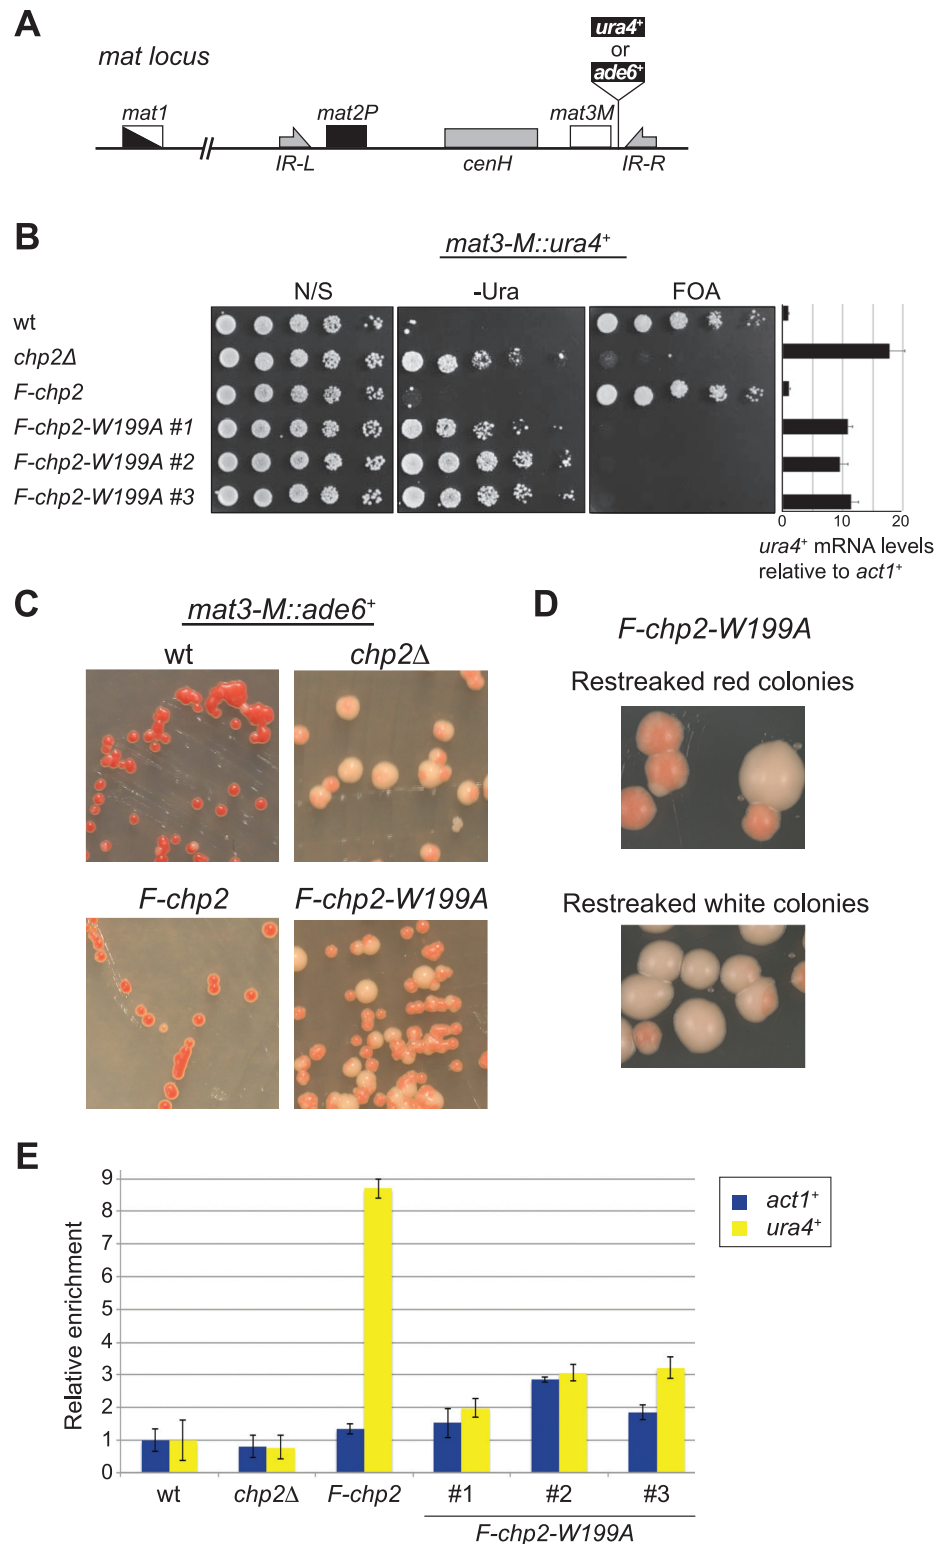 A
mat locus
ura4+
or
ade6+
mat1
mat2P
mat3M
IR-L
cenH
IR-R
B
mat3-M::ura4+
N/S
-Ura
FOA
wt
chp2Δ
F-chp2
F-chp2-W199A #1
F-chp2-W199A #2
F-chp2-W199A #3
0 10 20
ura4+ mRNA levels
relative to act1+
C
mat3-M::ade6+
wt
chp2Δ
F-chp2
F-chp2-W199A
D
F-chp2-W199A
Restreaked red colonies
Restreaked white colonies
E
Relative enrichment
9
8
7
6
5
4
3
2
1
0
act1+
ura4+
wt
chp2Δ
F-chp2
#1
#2
#3
F-chp2-W199A